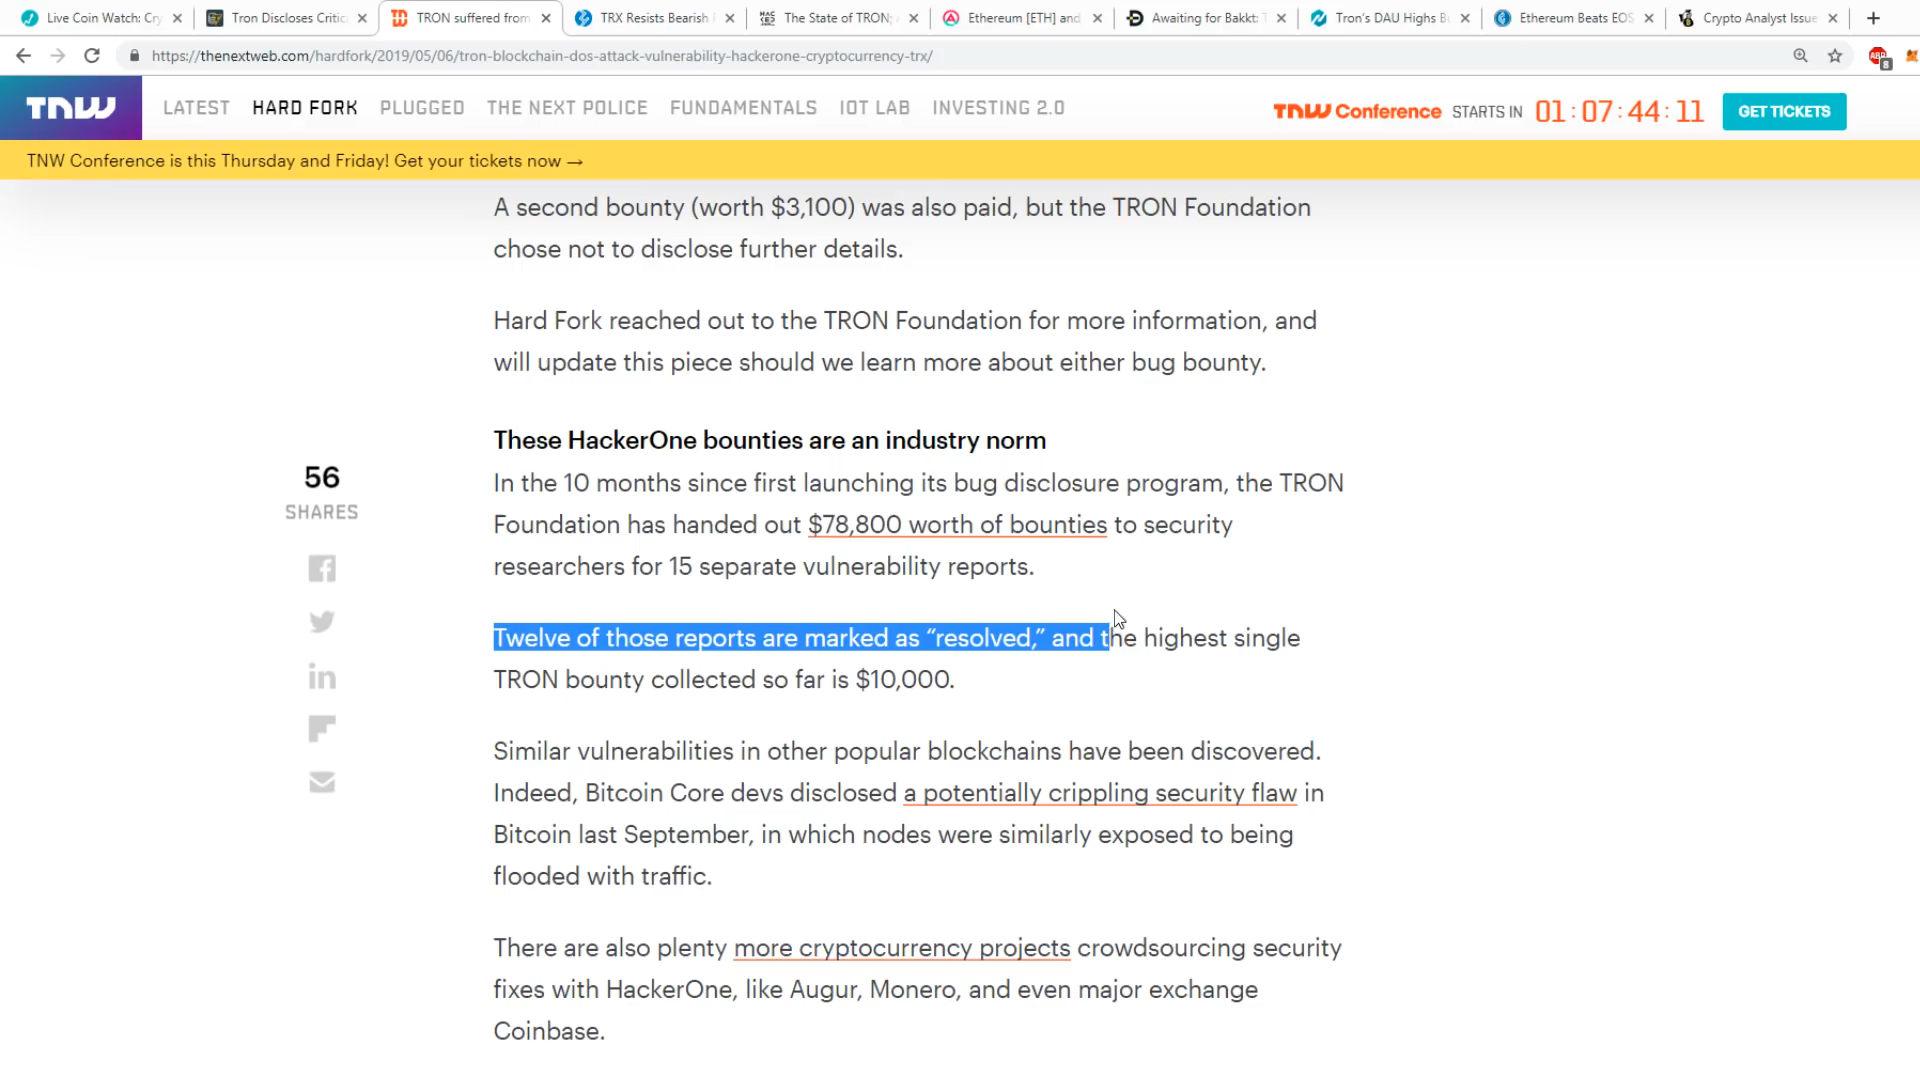 Live Coin Watch: Cry
Tron Discloses Critic
TRON suffered from
TRX Resists Bearish
The State of TRON;
Ethereum [ETH] and
Awaiting for Bakkt:
Tron's DAU Highs B
Ethereum Beats EOS
Crypto Analyst Issue
https://thenextweb.com/hardfork/2019/05/06/tron-blockchain-dos-attack-vulnerability-hackerone-cryptocurrency-trx/
ABP
8
TNW
LATEST HARD FORK PLUGGED THE NEXT POLICE FUNDAMENTALS IOT LAB INVESTING 2.0
TNW Conference STARTS IN 01:07:44:11 GET TICKETS
TNW Conference is this Thursday and Friday! Get your tickets now →
A second bounty (worth $3,100) was also paid, but the TRON Foundation
chose not to disclose further details.
Hard Fork reached out to the TRON Foundation for more information, and
will update this piece should we learn more about either bug bounty.
These HackerOne bounties are an industry norm
In the 10 months since first launching its bug disclosure program, the TRON
Foundation has handed out $78,800 worth of bounties to security
researchers for 15 separate vulnerability reports.
56
SHARES
Twelve of those reports are marked as “resolved,” and the highest single
TRON bounty collected so far is $10,000.
Similar vulnerabilities in other popular blockchains have been discovered.
Indeed, Bitcoin Core devs disclosed a potentially crippling security flaw in
Bitcoin last September, in which nodes were similarly exposed to being
flooded with traffic.
There are also plenty more cryptocurrency projects crowdsourcing security
fixes with HackerOne, like Augur, Monero, and even major exchange
Coinbase.